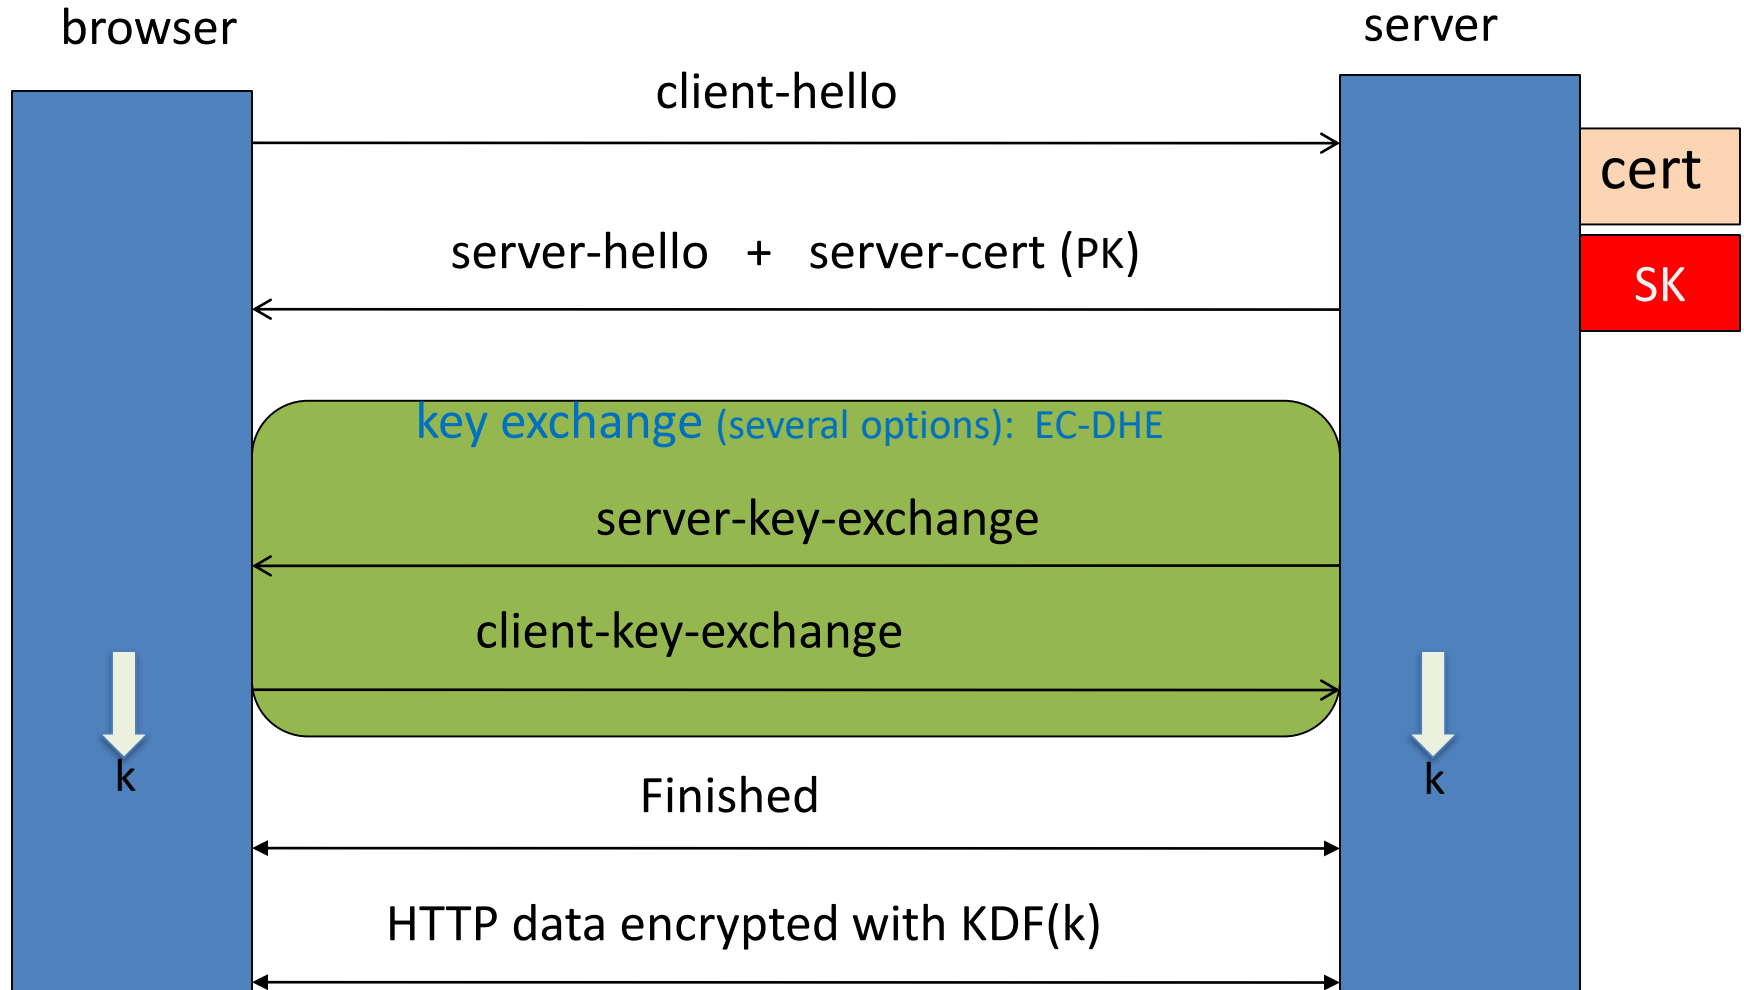 browser
server
client-hello
cert
server-hello + server-cert (PK)
SK
key exchange (several options): EC-DHE
server-key-exchange
client-key-exchange
k
k
Finished
HTTP data encrypted with KDF(k)